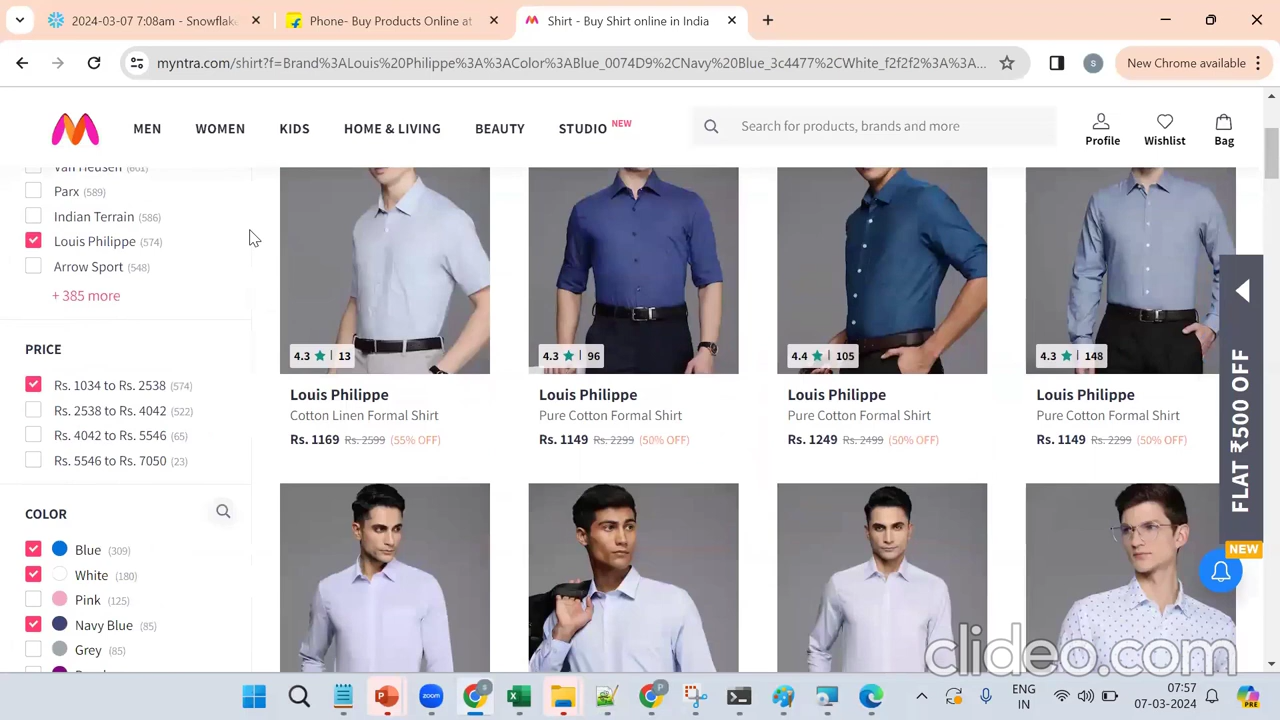 2024-03-07 7:08am - Snowflake
Phone- Buy Products Online at
Shirt - Buy Shirt online in India
myntra.com/shirt?f=Brand%3ALouis%20Philippe%3A%3AColor%3ABlue_0074D9%2CNavy%20Blue_3c4477%2CWhite_f2f2f2%3A%3A...
S
New Chrome available
MEN
WOMEN
KIDS
HOME & LIVING
BEAUTY
STUDIO NEW
Search for products, brands and more
Profile
Wishlist
Bag
Van Heusen (601)
Parx (589)
Indian Terrain (586)
Louis Philippe (574)
Arrow Sport (548)
+ 385 more
PRICE
Rs. 1034 to Rs. 2538 (574)
Rs. 2538 to Rs. 4042 (522)
Rs. 4042 to Rs. 5546 (65)
Rs. 5546 to Rs. 7050 (23)
COLOR
Blue (309)
White (180)
Pink (125)
Navy Blue (85)
Grey (85)
4.3 | 13
Louis Philippe
Cotton Linen Formal Shirt
Rs. 1169 Rs. 2599 (55% OFF)
4.3 | 96
Louis Philippe
Pure Cotton Formal Shirt
Rs. 1149 Rs. 2299 (50% OFF)
4.4 | 105
Louis Philippe
Pure Cotton Formal Shirt
Rs. 1249 Rs. 2499 (50% OFF)
4.3 | 148
Louis Philippe
Pure Cotton Formal Shirt
Rs. 1149 Rs. 2299 (50% OFF)
FLAT ₹500 OFF
NEW
clideo.com
zoom
ENG
IN
07:57
07-03-2024
PRE